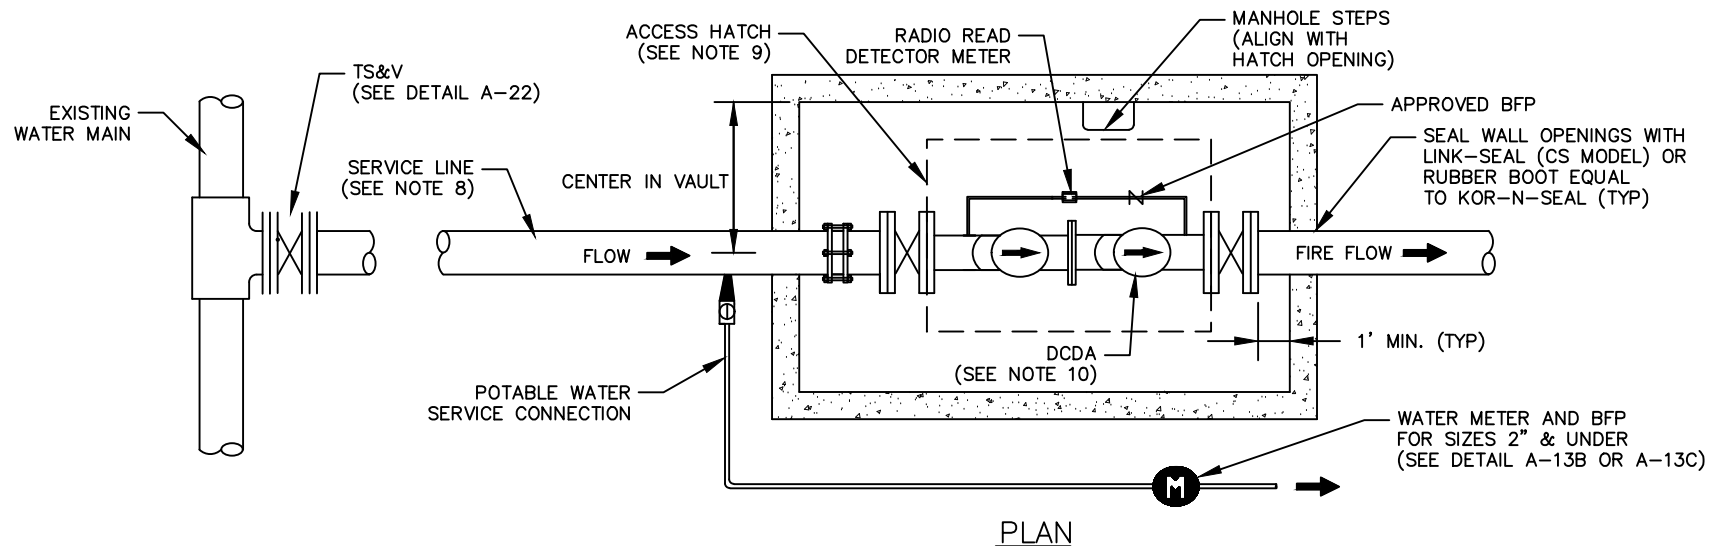 EXISTING
WATER MAIN
TS&V
(SEE DETAIL A-22)
SERVICE LINE
(SEE NOTE 8)
ACCESS HATCH
(SEE NOTE 9)
CENTER IN VAULT
RADIO READ
DETECTOR METER
MANHOLE STEPS
(ALIGN WITH
HATCH OPENING)
APPROVED BFP
SEAL WALL OPENINGS WITH
LINK-SEAL (CS MODEL) OR
RUBBER BOOT EQUAL
TO KOR-N-SEAL (TYP)
FLOW
FIRE FLOW
1' MIN. (TYP)
DCDA
(SEE NOTE 10)
POTABLE WATER
SERVICE CONNECTION
WATER METER AND BFP
FOR SIZES 2" & UNDER
(SEE DETAIL A-13B OR A-13C)
M
PLAN